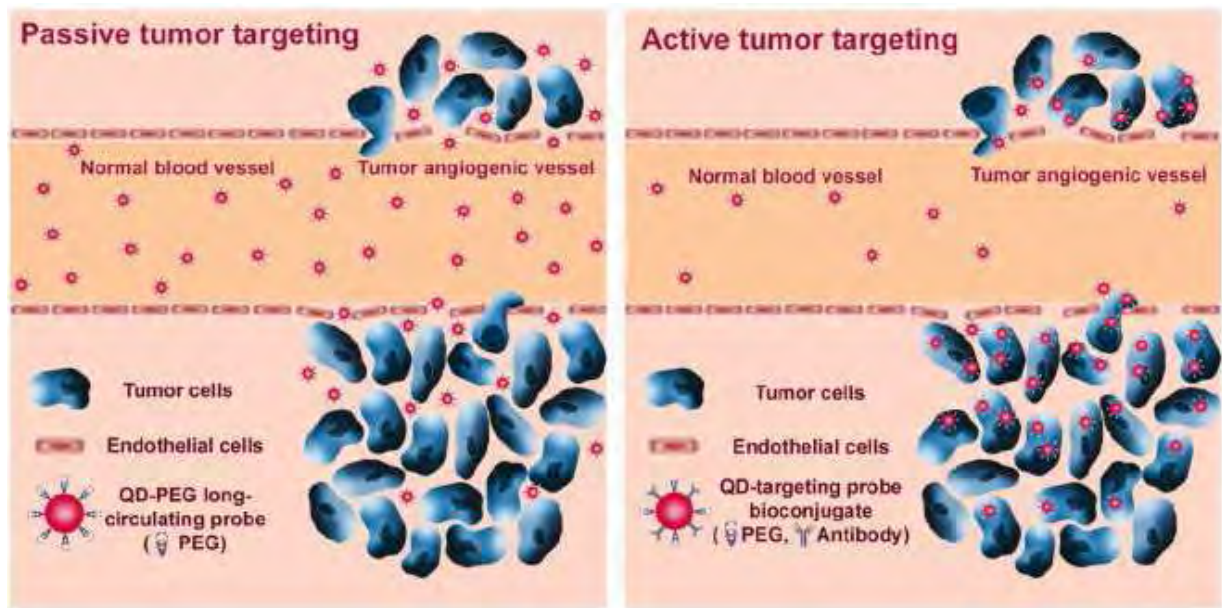 Passive tumor targeting
Normal blood vessel
Tumor angiogenic vessel
Tumor cells
Endothelial cells
QD-PEG long-
circulating probe
( PEG)
Active tumor targeting
Normal blood vessel
Tumor angiogenic vessel
Tumor cells
Endothelial cells
QD-targeting probe
bioconjugate
( PEG, Antibody)